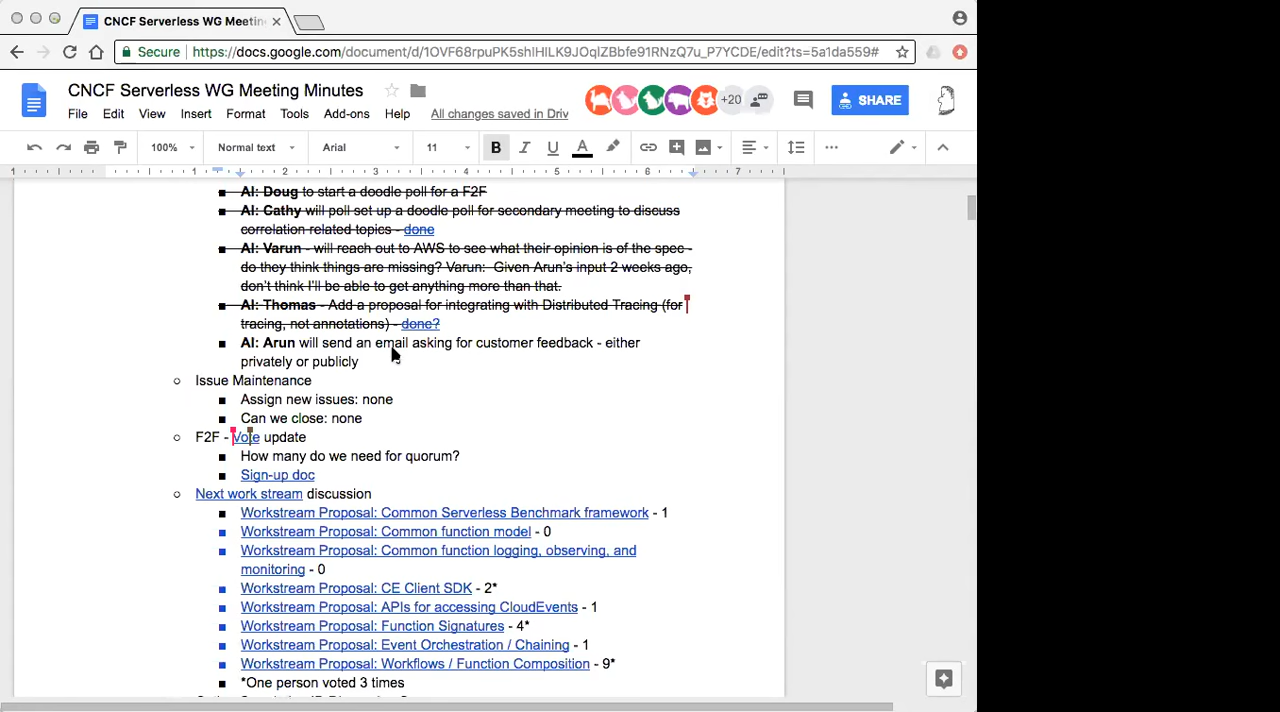 CNCF Serverless WG Meetin
Secure
https://docs.google.com/document/d/1OVF68rpuPK5shIHILK9JOqIZBbfe91RNzQ7u_P7YCDE/edit?ts=5a1da559#
CNCF Serverless WG Meeting Minutes
+20
SHARE
File Edit View Insert Format Tools Add-ons Help All changes saved in Driv
100% Normal text Arial 11 B I U A
1 1 2 3 4 5 6 7
AI: Doug to start a doodle poll for a F2F
AI: Cathy will poll set up a doodle poll for secondary meeting to discuss
correlation related topics - done
AI: Varun - will reach out to AWS to see what their opinion is of the spec -
do they think things are missing? Varun: Given Arun's input 2 weeks ago,
don't think I'll be able to get anything more than that.
AI: Thomas - Add a proposal for integrating with Distributed Tracing (for
tracing, not annotations) - done?
AI: Arun will send an email asking for customer feedback - either
privately or publicly
Issue Maintenance
Assign new issues: none
Can we close: none
F2F - Vote update
How many do we need for quorum?
Sign-up doc
Next work stream discussion
Workstream Proposal: Common Serverless Benchmark framework - 1
Workstream Proposal: Common function model - 0
Workstream Proposal: Common function logging, observing, and
monitoring - 0
Workstream Proposal: CE Client SDK - 2*
Workstream Proposal: APIs for accessing CloudEvents - 1
Workstream Proposal: Function Signatures - 4*
Workstream Proposal: Event Orchestration / Chaining - 1
Workstream Proposal: Workflows / Function Composition - 9*
*One person voted 3 times